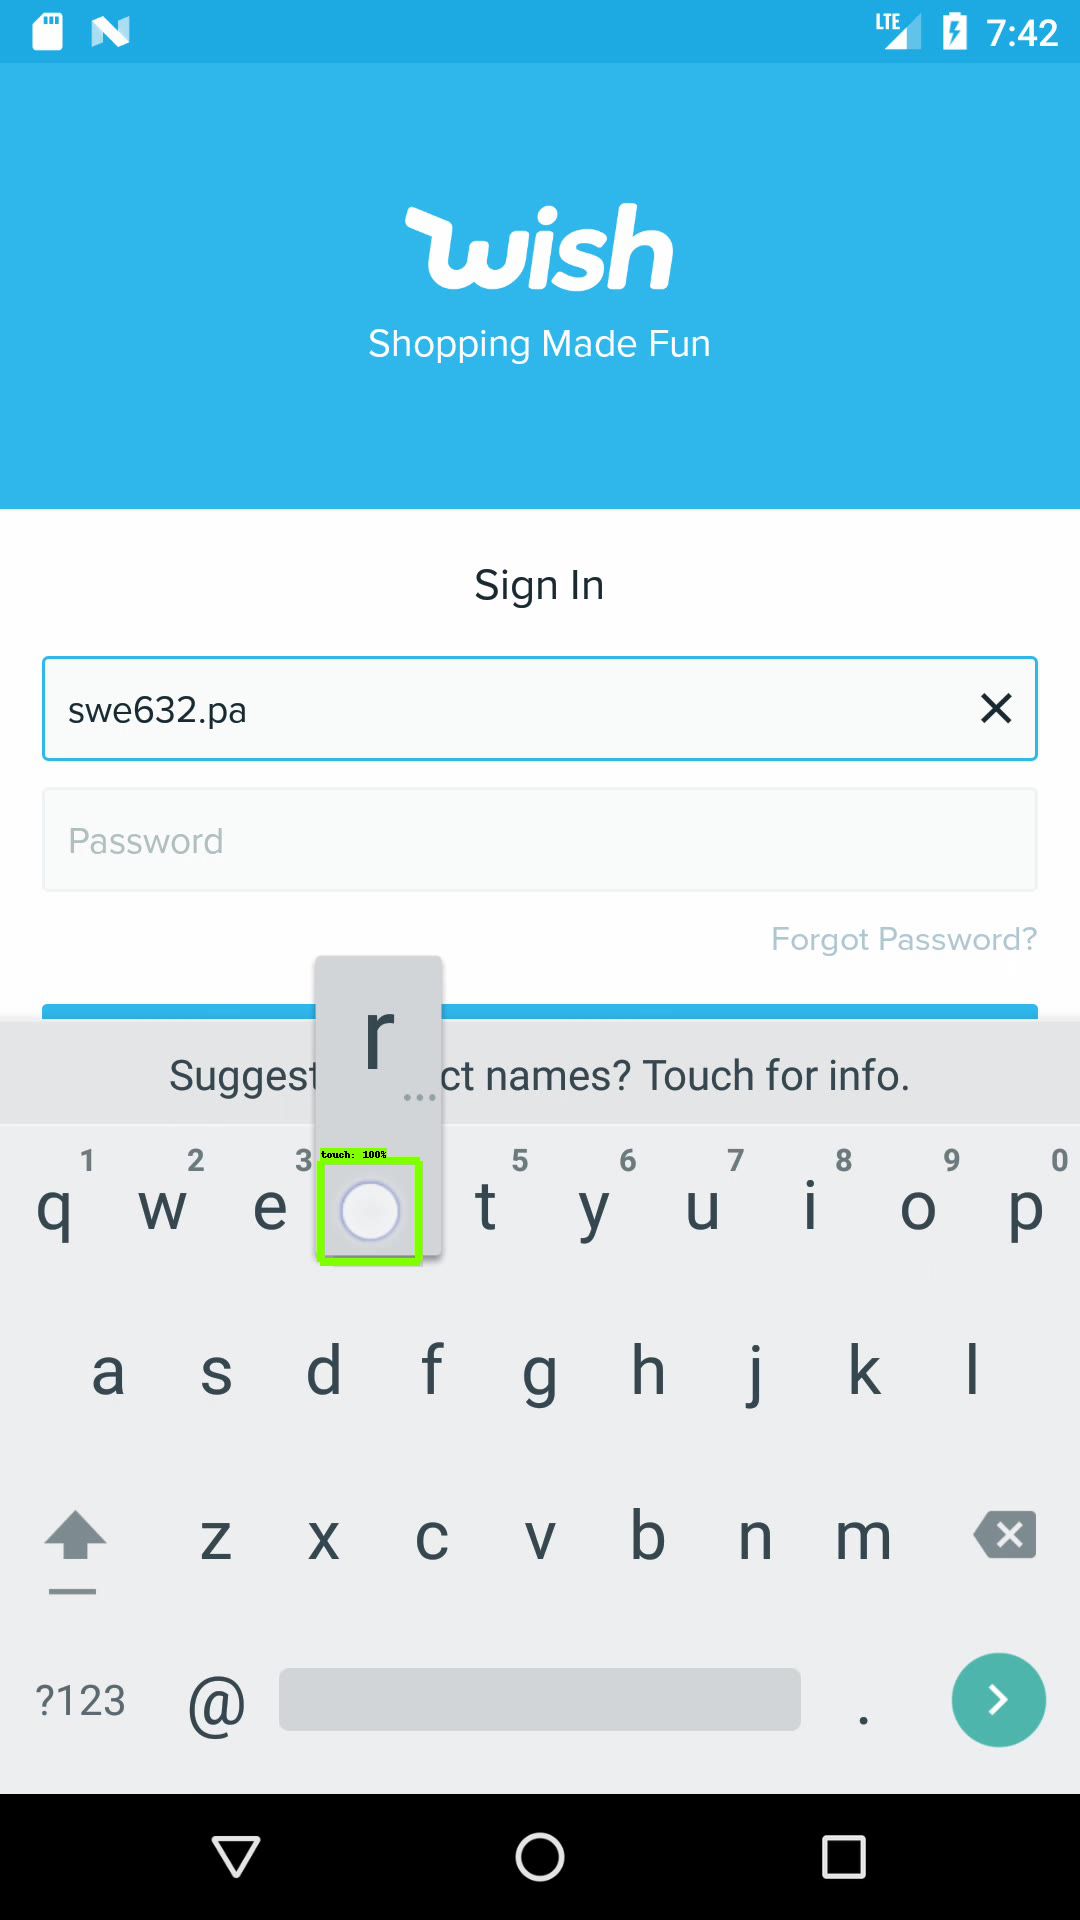 LTE 7:42
wish
Shopping Made Fun
Sign In
swe632.pa
Password
Forgot Password?
r
...
Suggest ct names? Touch for info.
touch: 100%
1 2 3 5 6 7 8 9 0
q w e t y u i o p
a s d f g h j k l
z x c v b n m
?123 @ .